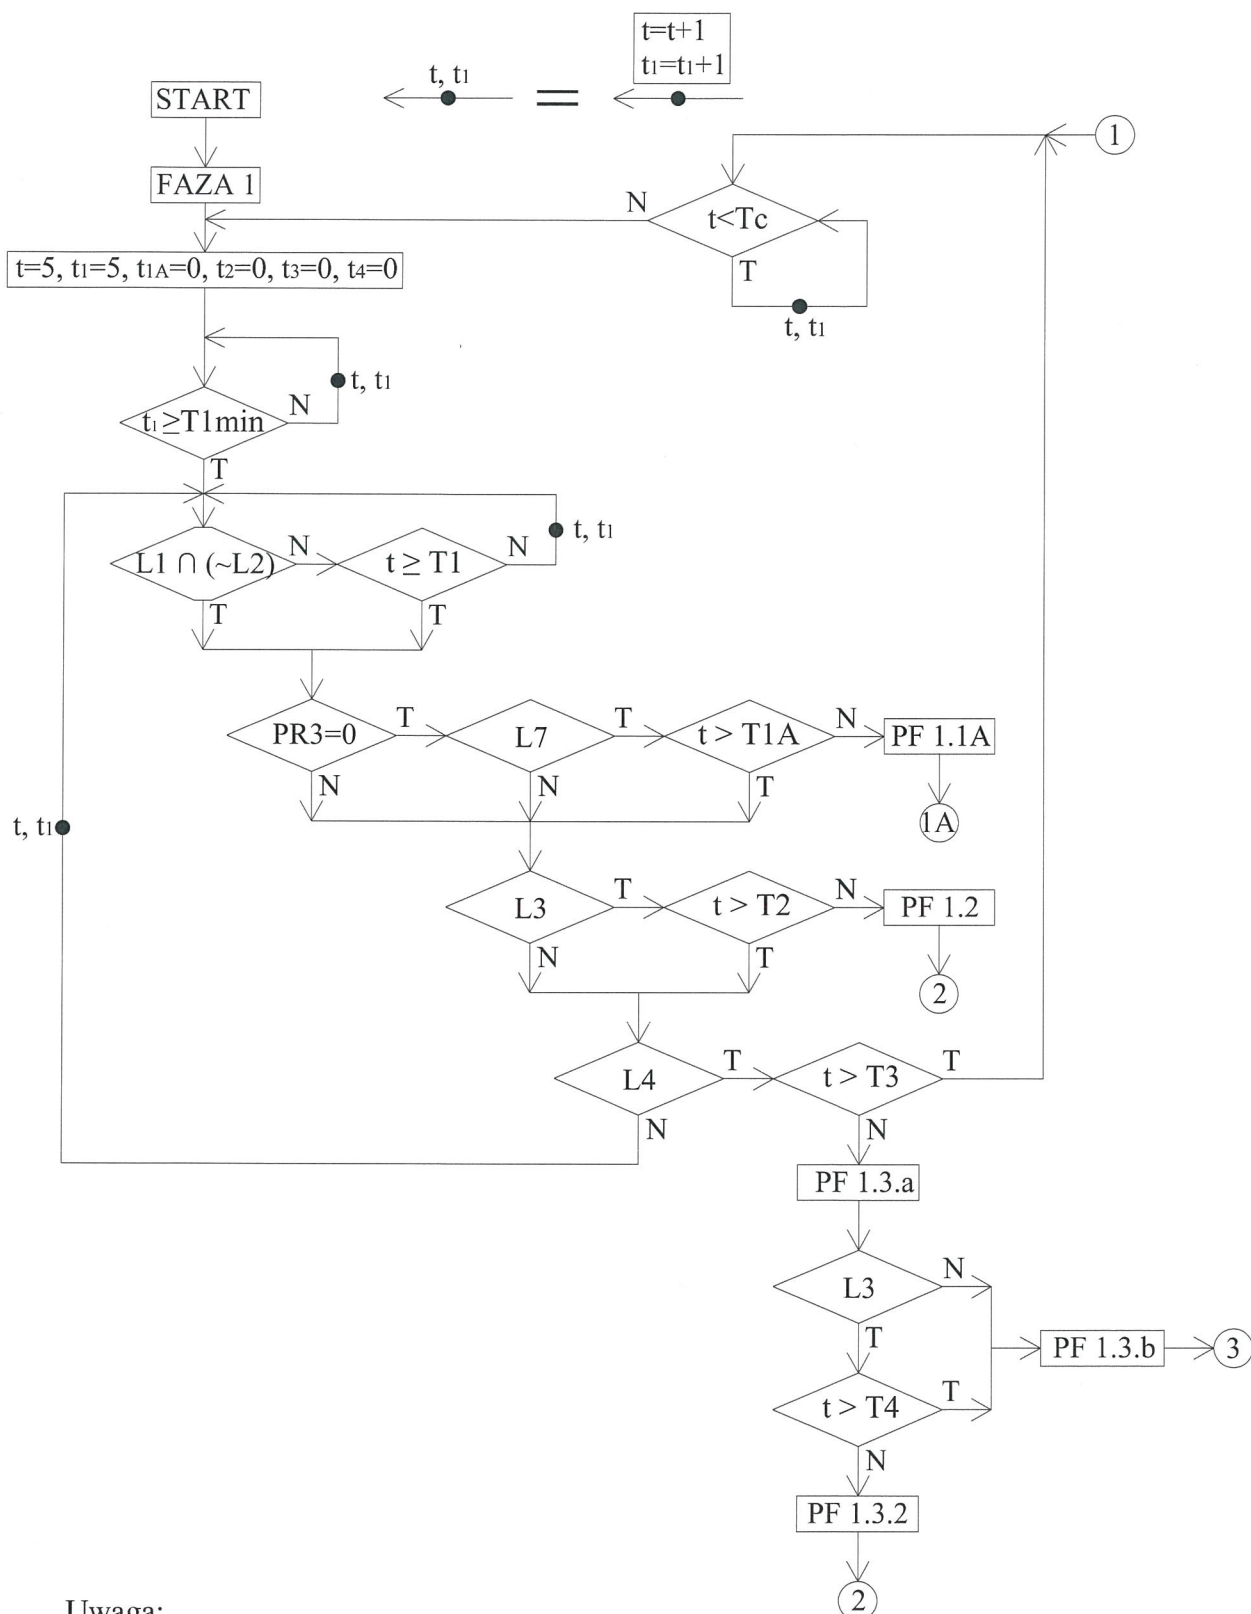 t=t+1
t1=t1+1
t, t1
=
START
1
FAZA 1
N
t<Tc
T
t, t1
t=5, t1=5, t1A=0, t2=0, t3=0, t4=0
t, t1
t1≥T1min
N
T
t, t1
L1 ∩ (~L2)
N
t ≥ T1
N
T
T
PR3=0
T
L7
T
t > T1A
N
PF 1.1A
N
N
T
t, t1
1A
L3
T
t > T2
N
PF 1.2
N
T
2
L4
T
t > T3
T
N
N
PF 1.3.a
L3
N
T
PF 1.3.b
3
t > T4
T
N
PF 1.3.2
2
Uwaga: